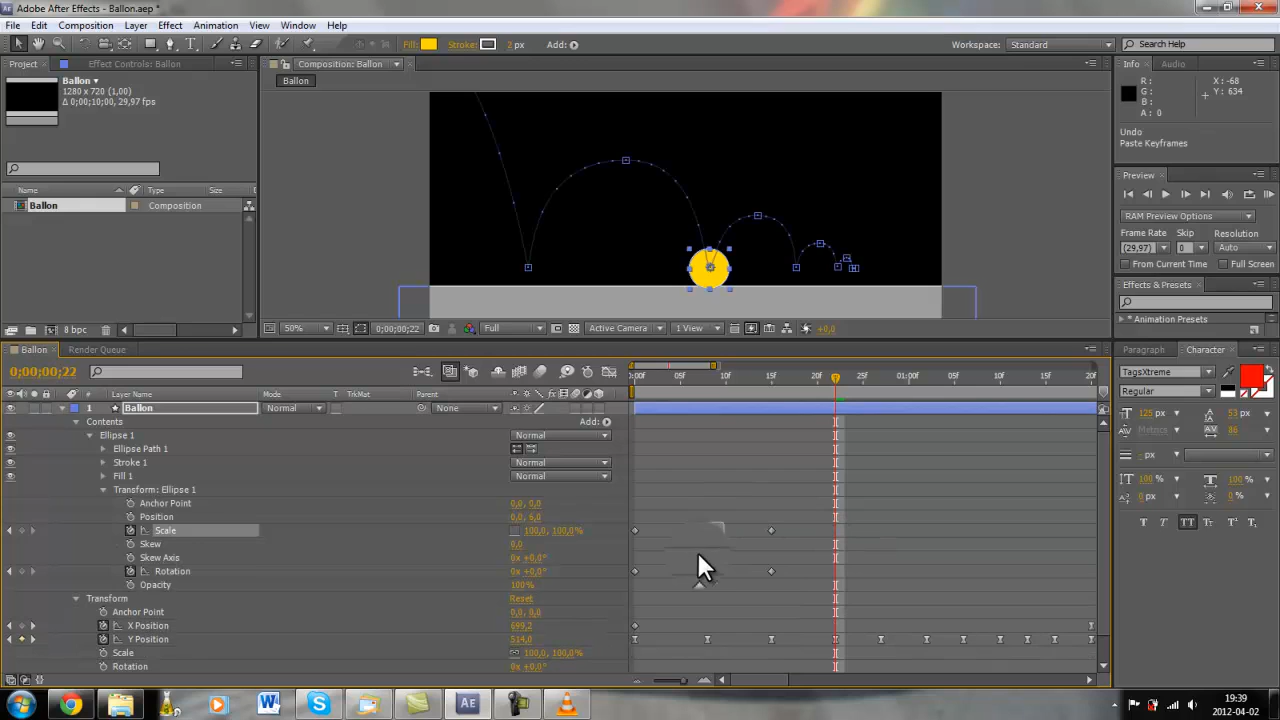 Adobe After Effects - Ballon.aep *
File Edit Composition Layer Effect Animation View Window Help
Fill: Stroke: 2 px Add:
Workspace: Standard
Search Help
Project
Effect Controls: Ballon
Ballon
1280 x 720 (1,00)
Δ 0;00;10;00, 29,97 fps
Name Type Size
Ballon Composition
8 bpc
Composition: Ballon
Ballon
50% 0;00;00;22 Full Active Camera 1 View +0,0
Info Audio
R : X : -68
G : Y : 634
B :
A : 0
Undo
Paste Keyframes
Preview
RAM Preview Options
Frame Rate Skip Resolution
(29,97) 0 Auto
From Current Time Full Screen
Effects & Presets
* Animation Presets
Paragraph Character
TagsXtreme
Regular
125 px 53 px
Metrics 86
- px
100 % 100 %
0 px 0 %
T T TT Tr T¹ T₁
Ballon Render Queue
0;00;00;22
:00F 05F 10F 15F 20F 01:00F 05F 10F 15F 20F
# Layer Name Mode T TrkMat Parent
1 Ballon Normal None
Contents Add:
Ellipse 1 Normal
Ellipse Path 1
Stroke 1 Normal
Fill 1 Normal
Transform: Ellipse 1
Anchor Point 0,0, 0,0
Position 0,0, 6,0
Scale 100,0, 100,0%
Skew 0,0
Skew Axis 0x +0,0°
Rotation 0x +0,0°
Opacity 100%
Transform Reset
Anchor Point 0,0, 0,0
X Position 699,2
Y Position 514,0
Scale 100,0, 100,0%
Rotation 0x +0,0°
W S Ae
19:39
2012-04-02